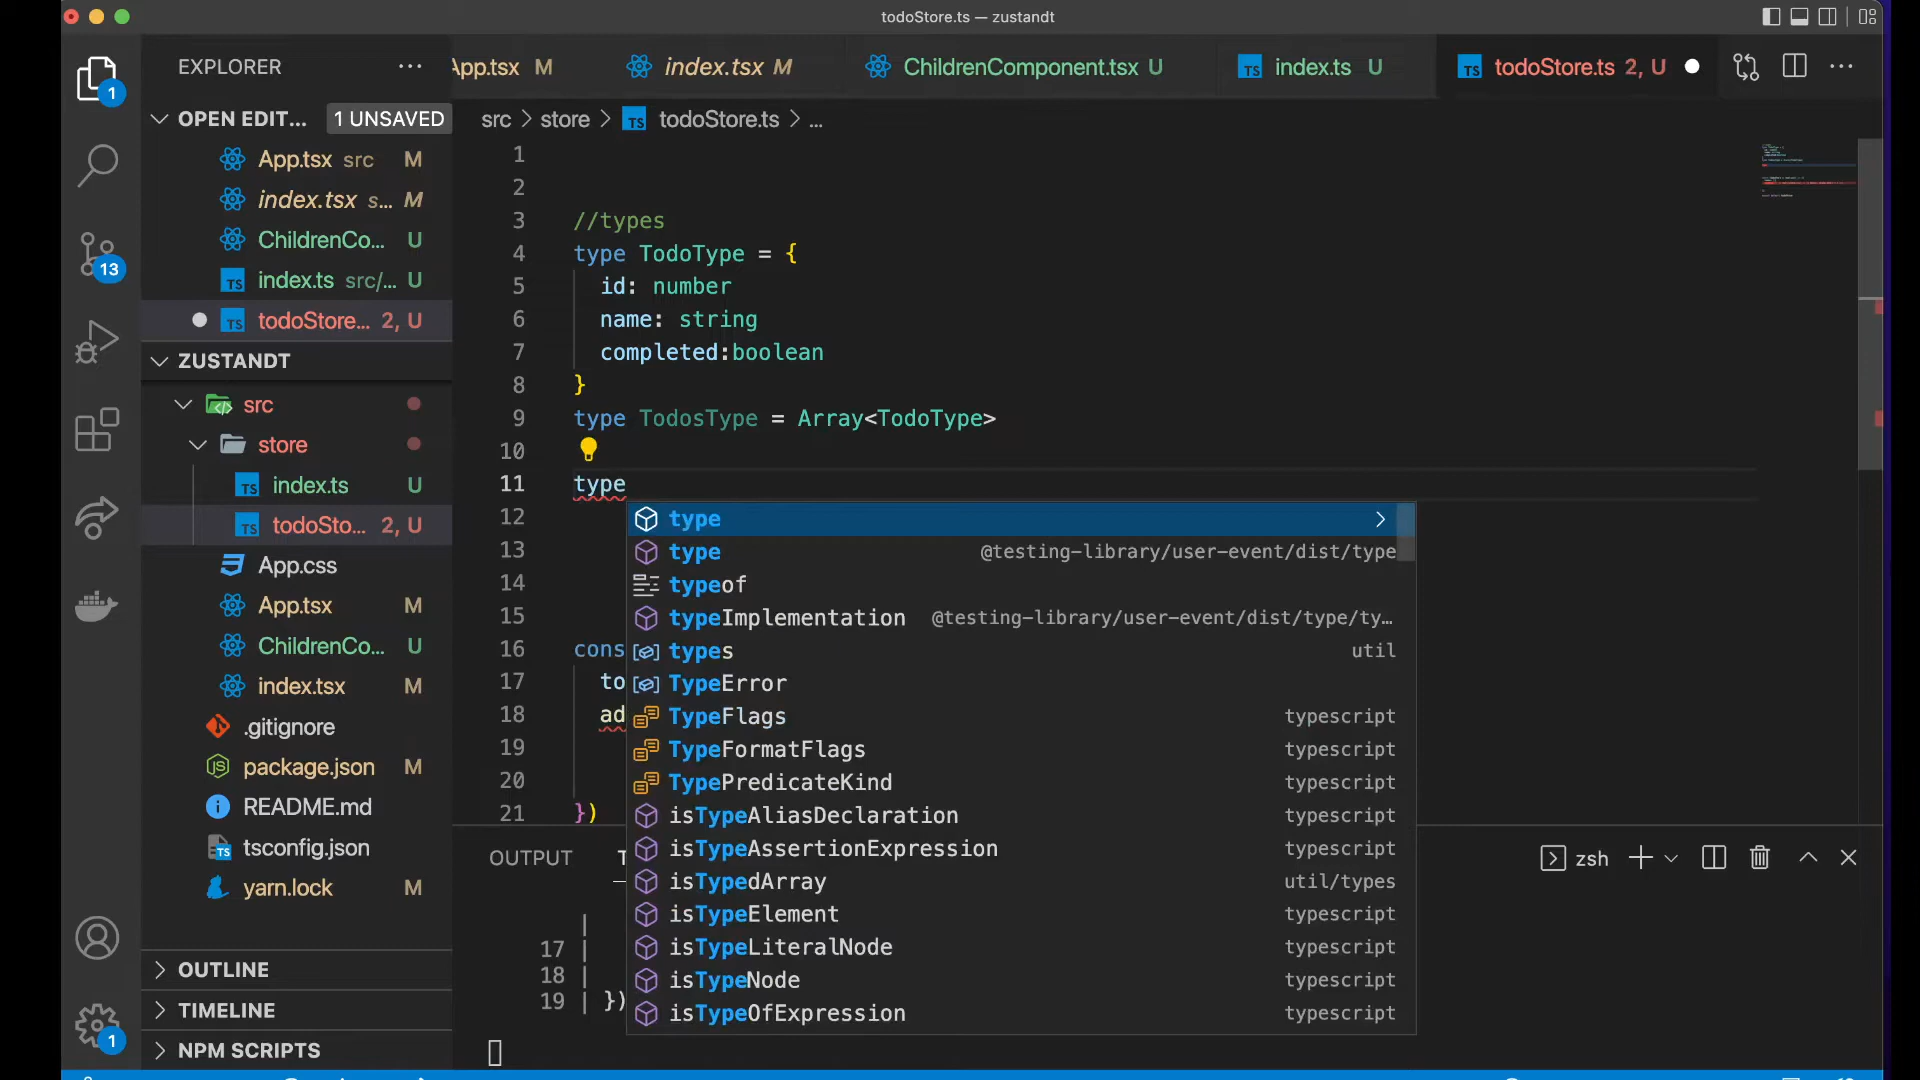 todoStore.ts — zustandt
EXPLORER
App.tsx M
index.tsx M
ChildrenComponent.tsx U
index.ts U
todoStore.ts 2, U
1
OPEN EDIT...
1 UNSAVED
src > store > TS todoStore.ts > ...
App.tsx src M
index.tsx s... M
ChildrenCo... U
TS index.ts src/... U
TS todoStore... 2, U
13
ZUSTANDT
src
store
TS index.ts U
TS todoSto... 2, U
App.css
App.tsx M
ChildrenCo... U
index.tsx M
.gitignore
package.json M
README.md
tsconfig.json
yarn.lock M
OUTLINE
TIMELINE
NPM SCRIPTS
1
1
2
3 //types
4 type TodoType = {
5 id: number
6 name: string
7 completed:boolean
8 }
9 type TodosType = Array<TodoType>
10
11 type
12
13
14
15
16 cons
17 to
18 ad
19
20
21 })
type
type @testing-library/user-event/dist/type
typeof
typeImplementation @testing-library/user-event/dist/type/ty…
types util
TypeError
TypeFlags typescript
TypeFormatFlags typescript
TypePredicateKind typescript
isTypeAliasDeclaration typescript
isTypeAssertionExpression typescript
isTypedArray util/types
isTypeElement typescript
isTypeLiteralNode typescript
isTypeNode typescript
isTypeOfExpression typescript
OUTPUT T
zsh
|
17 |
18 |
19 | })